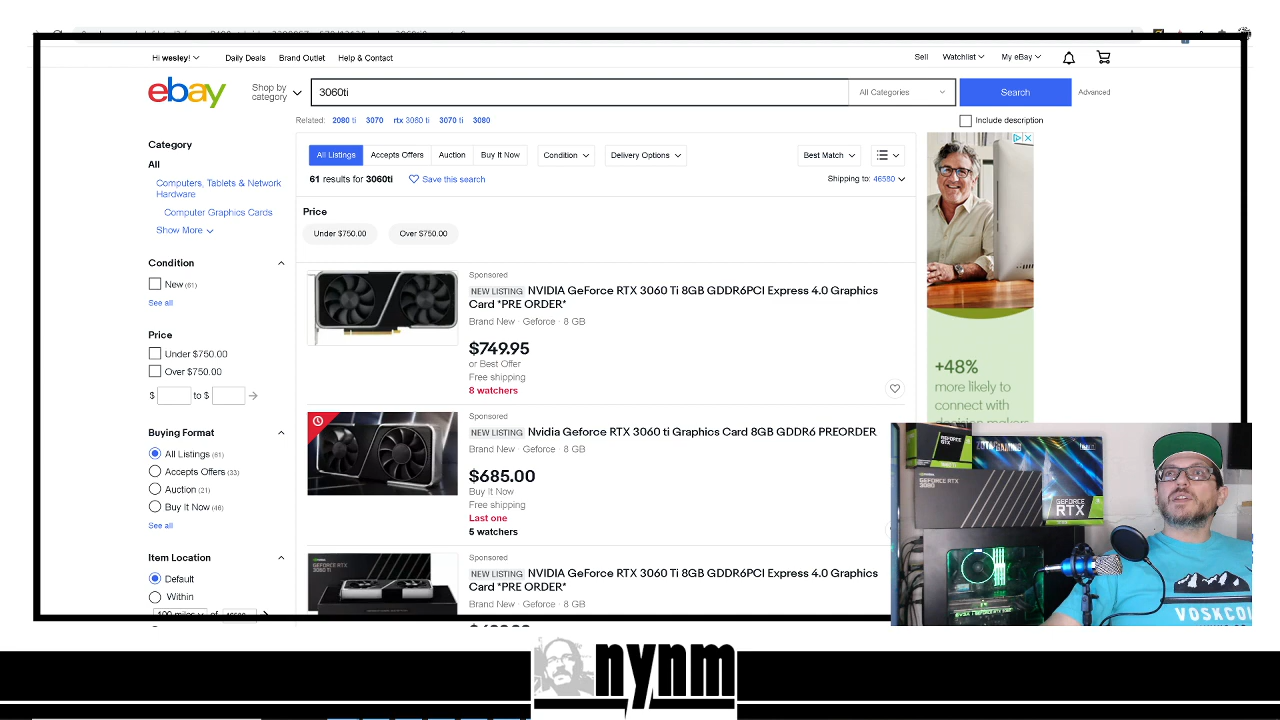 Hi wesley!
Daily Deals
Brand Outlet
Help & Contact
Sell
Watchlist
My eBay
ebay
Shop by
category
3060ti
All Categories
Search
Advanced
Related: 2080 ti 3070 rtx 3060 ti 3070 ti 3080
Include description
Category
All
Computers, Tablets & Network
Hardware
Computer Graphics Cards
Show More
Condition
New (61)
See all
Price
Under $750.00
Over $750.00
$ to $
Buying Format
All Listings (61)
Accepts Offers (33)
Auction (21)
Buy It Now (46)
See all
Item Location
Default
Within
All Listings
Accepts Offers
Auction
Buy It Now
Condition
Delivery Options
Best Match
61 results for 3060ti
Save this search
Shipping to: 46580
Price
Under $750.00
Over $750.00
Sponsored
NEW LISTING NVIDIA GeForce RTX 3060 Ti 8GB GDDR6PCI Express 4.0 Graphics
Card *PRE ORDER*
Brand New · Geforce · 8 GB
$749.95
or Best Offer
Free shipping
8 watchers
Sponsored
NEW LISTING Nvidia Geforce RTX 3060 ti Graphics Card 8GB GDDR6 PREORDER
Brand New · Geforce · 8 GB
$685.00
Buy It Now
Free shipping
Last one
5 watchers
Sponsored
NEW LISTING NVIDIA GeForce RTX 3060 Ti 8GB GDDR6PCI Express 4.0 Graphics
Card *PRE ORDER*
Brand New · Geforce · 8 GB
+48%
more likely to
connect with
GEFORCE
RTX
VOSKCOI
nynm